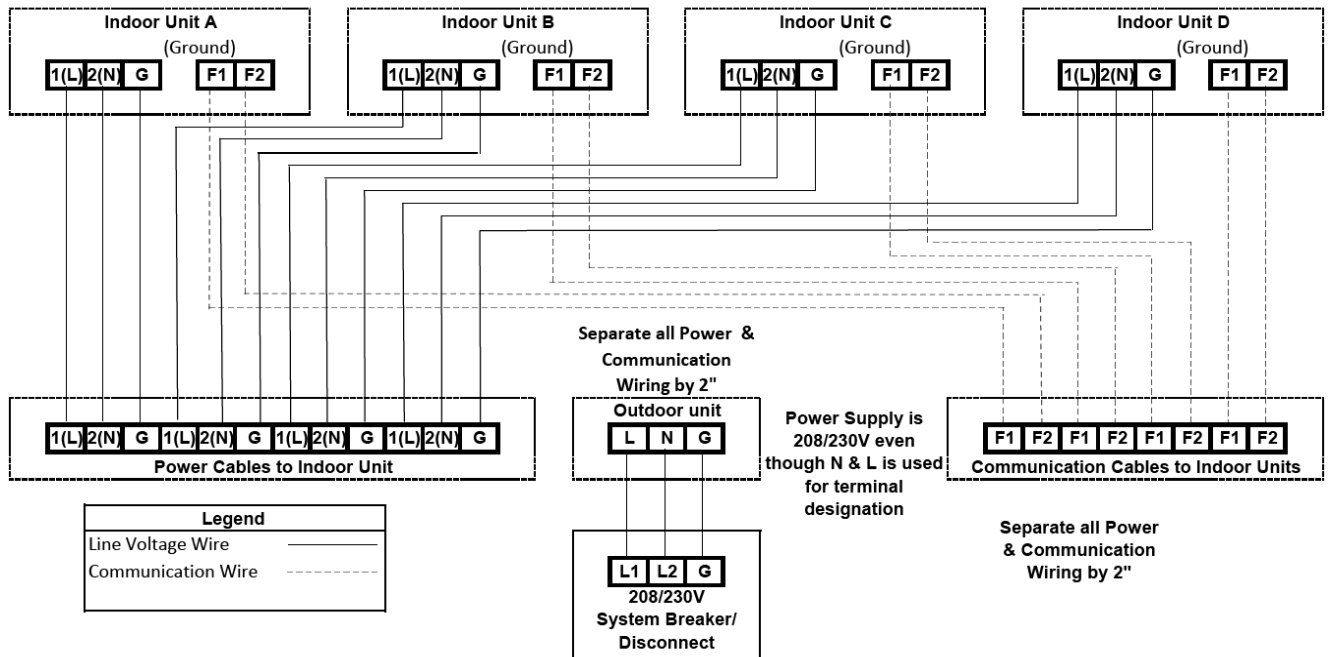 Indoor Unit A
(Ground)
1(L) 2(N) G F1 F2
Indoor Unit B
(Ground)
1(L) 2(N) G F1 F2
Indoor Unit C
(Ground)
1(L) 2(N) G F1 F2
Indoor Unit D
(Ground)
1(L) 2(N) G F1 F2
Separate all Power &
Communication
Wiring by 2"
1(L) 2(N) G 1(L) 2(N) G 1(L) 2(N) G 1(L) 2(N) G
Power Cables to Indoor Unit
Outdoor unit
L N G
Power Supply is
208/230V even
though N & L is used
for terminal
designation
F1 F2 F1 F2 F1 F2 F1 F2
Communication Cables to Indoor Units
Legend
Line Voltage Wire
Communication Wire
L1 L2 G
208/230V
System Breaker/
Disconnect
Separate all Power
& Communication
Wiring by 2"